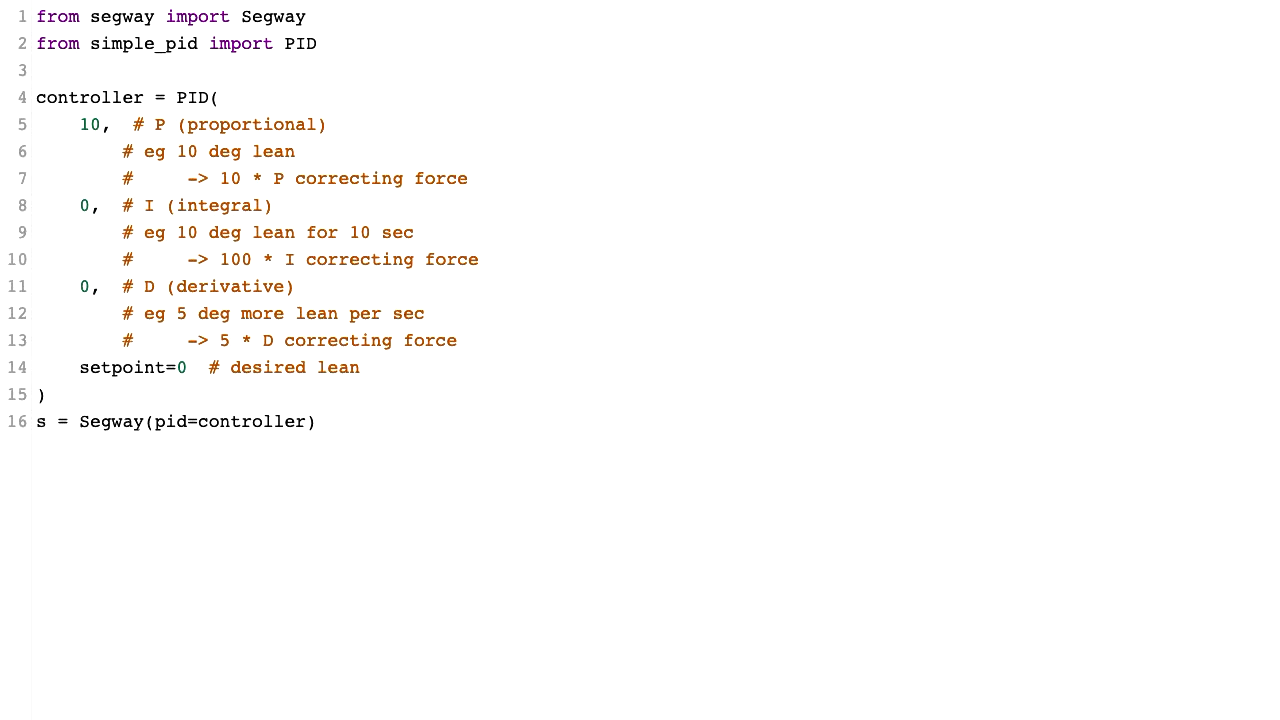 1 from segway import Segway
2 from simple_pid import PID
3
4 controller = PID(
5     10,  # P (proportional)
6         # eg 10 deg lean
7         #     -> 10 * P correcting force
8     0,  # I (integral)
9         # eg 10 deg lean for 10 sec
10         #     -> 100 * I correcting force
11     0,  # D (derivative)
12         # eg 5 deg more lean per sec
13         #     -> 5 * D correcting force
14     setpoint=0  # desired lean
15 )
16 s = Segway(pid=controller)